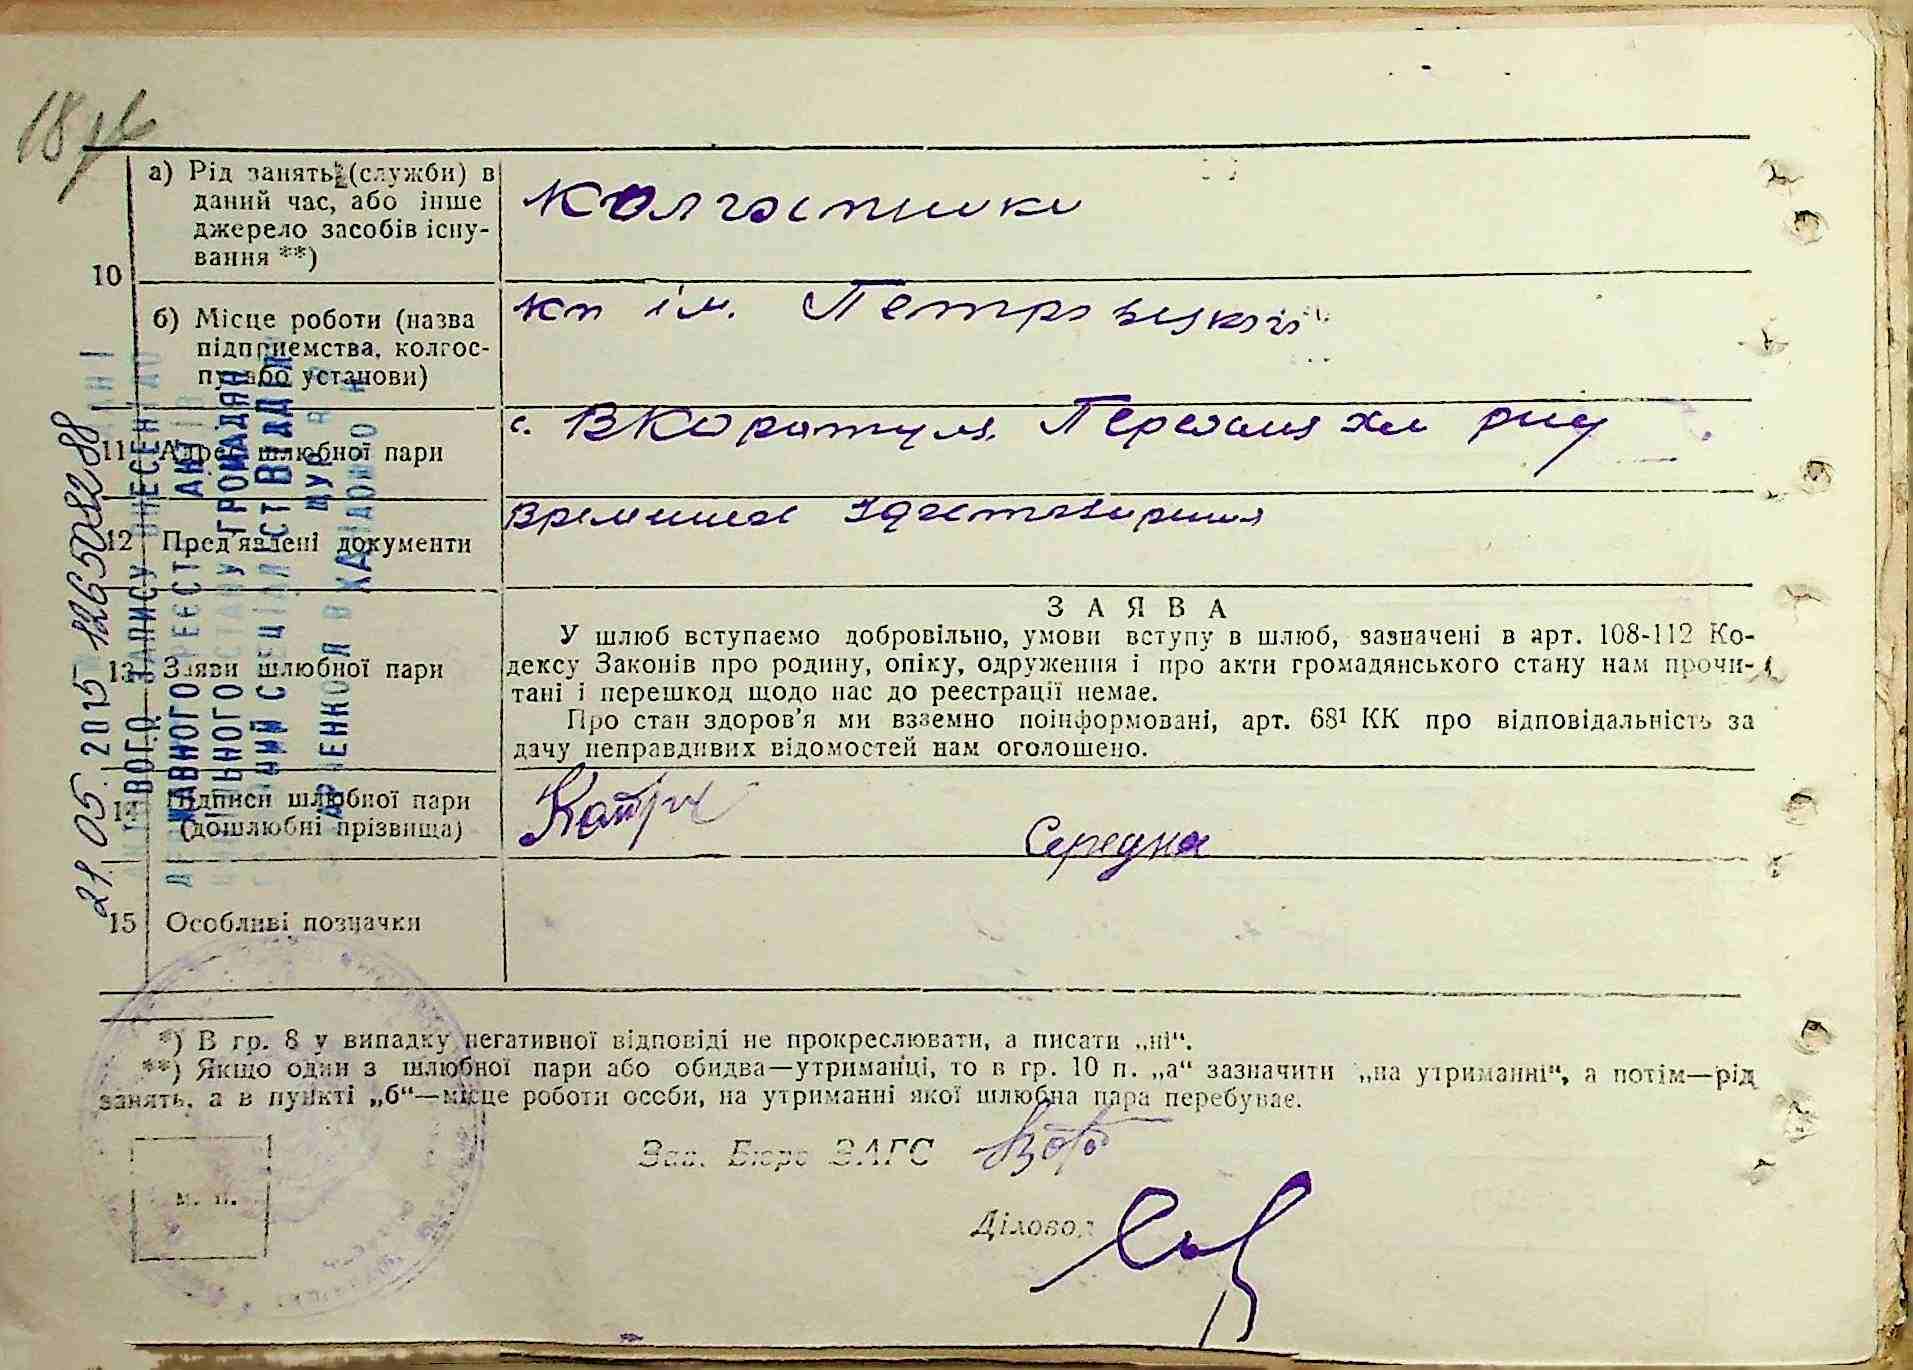 18
а) Рід занять (служби) в
даний час, або інше
джерело засобів існу-
вання **)
Колгоспники
10
б) Місце роботи (назва
підприємства, колгос-
пу або установи)
кп ім. Петровського
11 Адреса шлюбної пари
с. В Коратуль Переяслав рну
12 Пред'явлені документи
Временные удостоверения
13 Заяви шлюбної пари
ЗАЯВА
У шлюб вступаємо добровільно, умови вступу в шлюб, зазначені в арт. 108-112 Ко-
дексу Законів про родину, опіку, одруження і про акти громадянського стану нам прочи-
тані і перешкод щодо нас до реєстрації немає.
Про стан здоров'я ми взаємно поінформовані, арт. 68¹ КК про відповідальність за
дачу неправдивих відомостей нам оголошено.
14 Підписи шлюбної пари
(дошлюбні прізвища)
Середна
15 Особливі позначки
*) В гр. 8 у випадку негативної відповіді не прокреслювати, а писати „ні“.
**) Якщо один з шлюбної пари або обидва—утриманці, то в гр. 10 п. „а“ зазначити „на утриманні“, а потім—рід
занять, а в пункті „б“—місце роботи особи, на утриманні якої шлюбна пара перебуває.
Зав. Бюро ЗАГС
м. п.
Діловод
21.05.2015 12650828